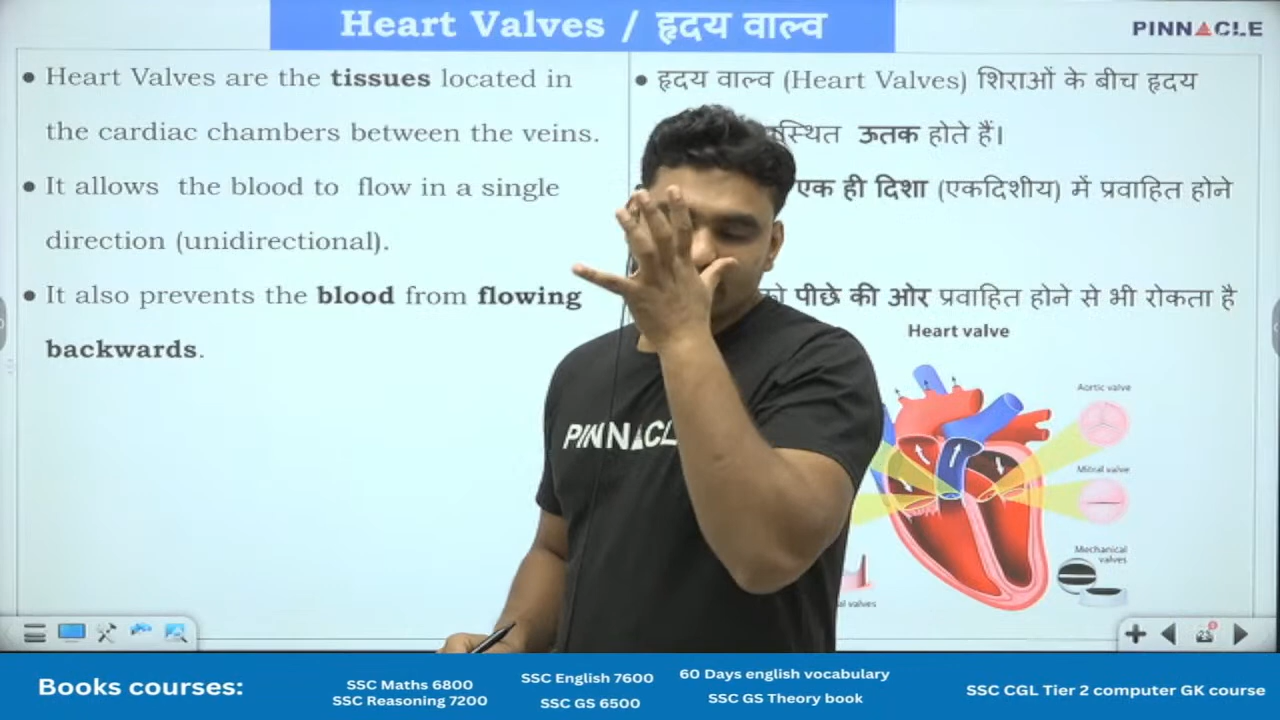 Heart Valves / हृदय वाल्व
PINNACLE
● Heart Valves are the tissues located in
the cardiac chambers between the veins.
● It allows the blood to flow in a single
direction (unidirectional).
● It also prevents the blood from flowing
backwards.
● हृदय वाल्व (Heart Valves) शिराओं के बीच हृदय
ऊतक होते हैं।
एक ही दिशा (एकदिशीय) में प्रवाहित होने
पीछे की ओर प्रवाहित होने से भी रोकता है
Heart valve
Aortic valve
Mitral valve
Mechanical
valves
valves
PINNACL
23
Books courses:
SSC Maths 6800
SSC Reasoning 7200
SSC English 7600
SSC GS 6500
60 Days english vocabulary
SSC GS Theory book
SSC CGL Tier 2 computer GK course